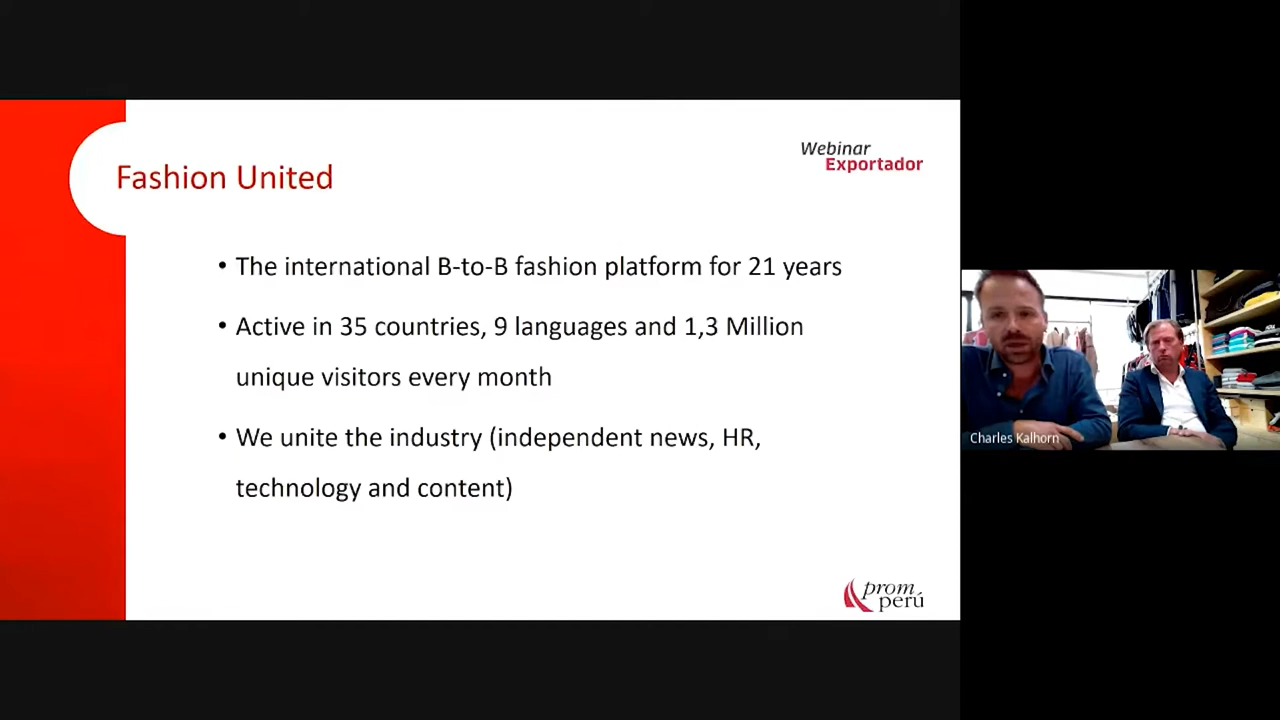 Webinar
Exportador
Fashion United
• The international B-to-B fashion platform for 21 years
• Active in 35 countries, 9 languages and 1,3 Million
unique visitors every month
• We unite the industry (independent news, HR,
technology and content)
Charles Kalhorn
prom
perú